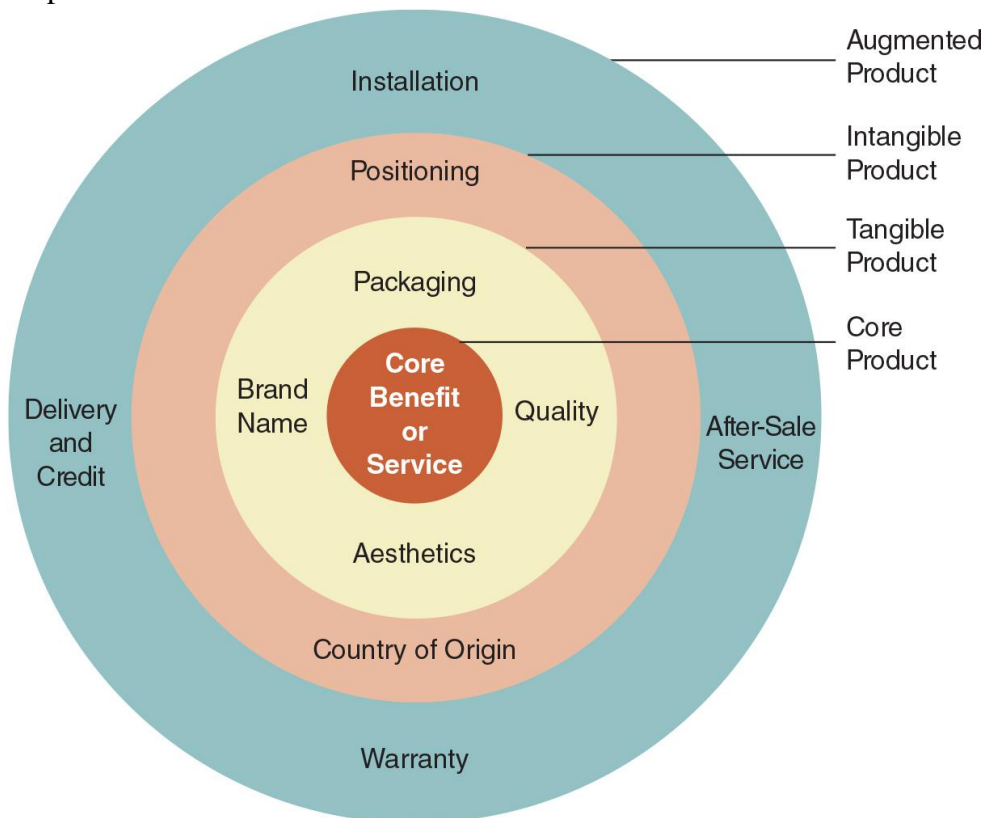 Augmented
Product
Installation
Intangible
Product
Positioning
Tangible
Product
Packaging
Core
Product
Core
Benefit
or
Service
Brand
Name
Quality
Delivery
and
Credit
After-Sale
Service
Aesthetics
Country of Origin
Warranty